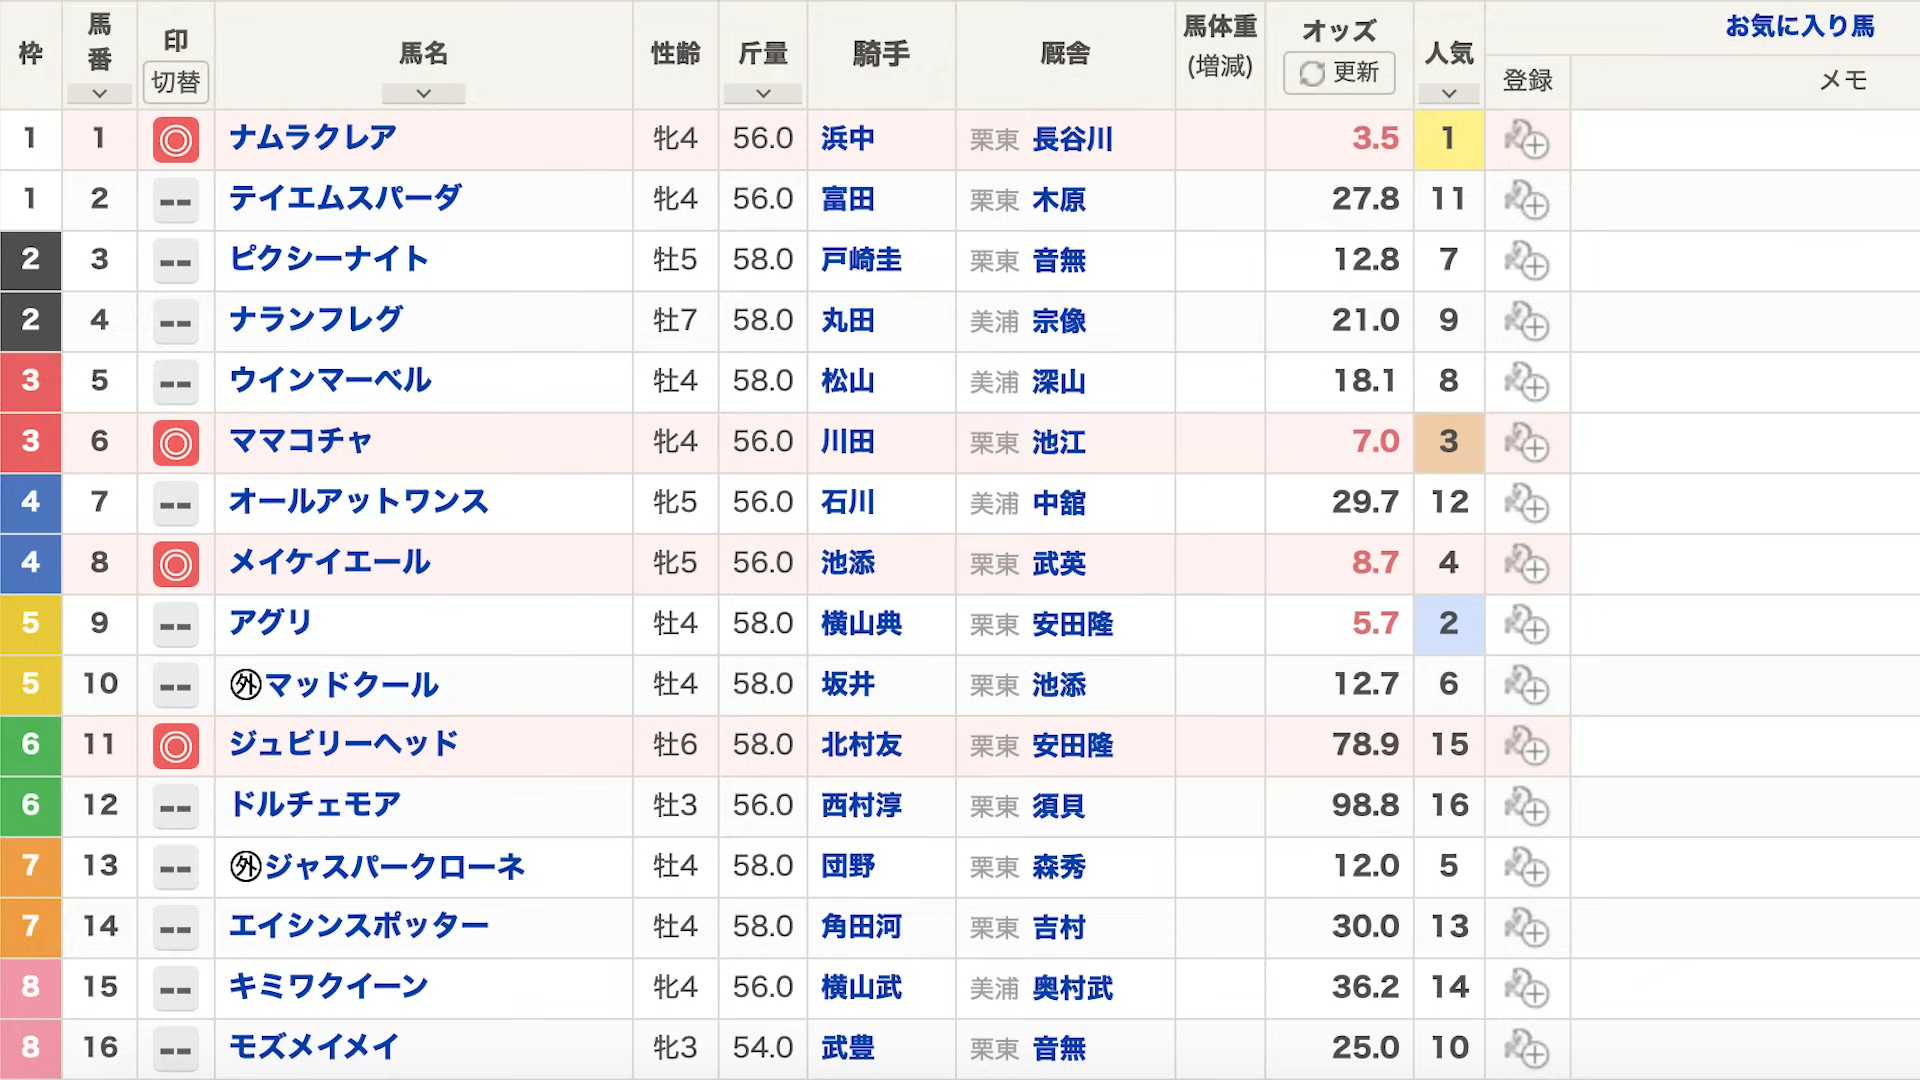 枠 馬番 印 馬名 性齢 斤量 騎手 厩舎 馬体重 (増減) オッズ 人気 お気に入り馬
切替 更新 登録 メモ
1 1 ◎ ナムラクレア 牝4 56.0 浜中 栗東 長谷川 3.5 1
1 2 -- テイエムスパーダ 牝4 56.0 富田 栗東 木原 27.8 11
2 3 -- ピクシーナイト 牡5 58.0 戸崎圭 栗東 音無 12.8 7
2 4 -- ナランフレグ 牡7 58.0 丸田 美浦 宗像 21.0 9
3 5 -- ウインマーベル 牡4 58.0 松山 美浦 深山 18.1 8
3 6 ◎ ママコチャ 牝4 56.0 川田 栗東 池江 7.0 3
4 7 -- オールアットワンス 牝5 56.0 石川 美浦 中舘 29.7 12
4 8 ◎ メイケイエール 牝5 56.0 池添 栗東 武英 8.7 4
5 9 -- アグリ 牡4 58.0 横山典 栗東 安田隆 5.7 2
5 10 -- ㊕マッドクール 牡4 58.0 坂井 栗東 池添 12.7 6
6 11 ◎ ジュビリーヘッド 牡6 58.0 北村友 栗東 安田隆 78.9 15
6 12 -- ドルチェモア 牡3 56.0 西村淳 栗東 須貝 98.8 16
7 13 -- 外ジャスパークローネ 牡4 58.0 団野 栗東 森秀 12.0 5
7 14 -- エイシンスポッター 牡4 58.0 角田河 栗東 吉村 30.0 13
8 15 -- キミワクイーン 牝4 56.0 横山武 美浦 奥村武 36.2 14
8 16 -- モズメイメイ 牝3 54.0 武豊 栗東 音無 25.0 10